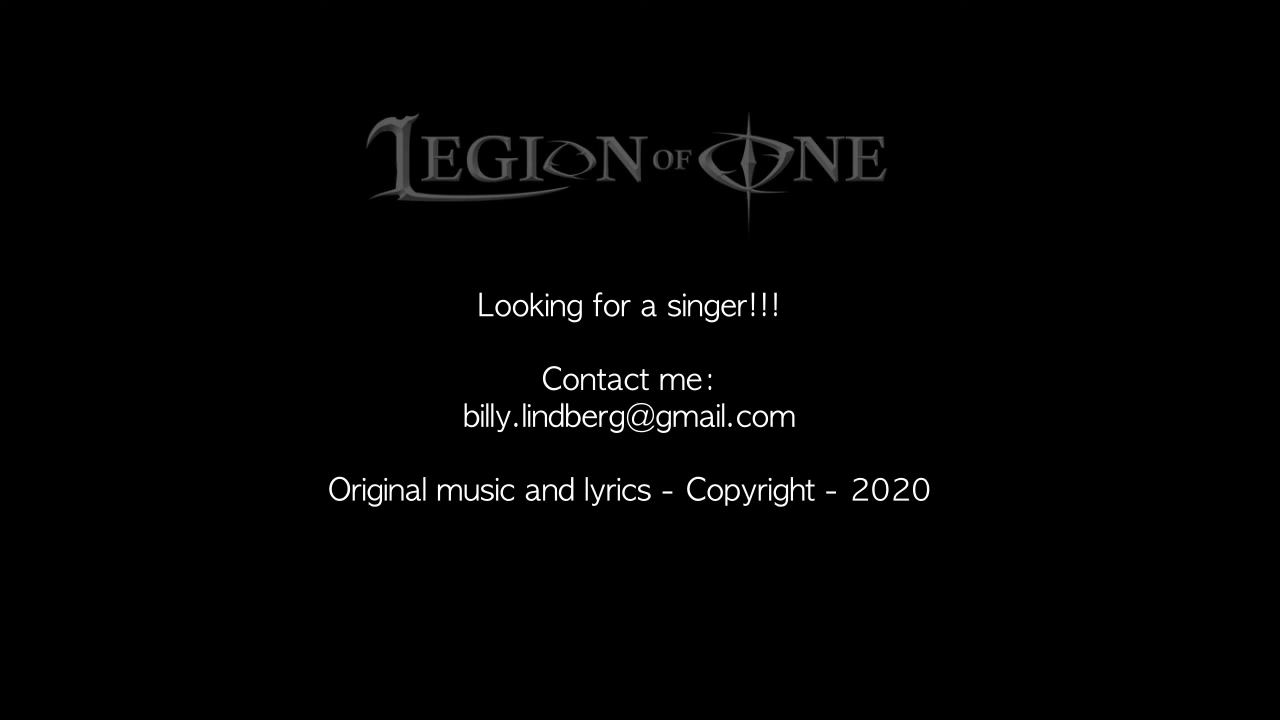 LEGION OF ONE
Looking for a singer!!!
Contact me:
billy.lindberg@gmail.com
Original music and lyrics - Copyright - 2020